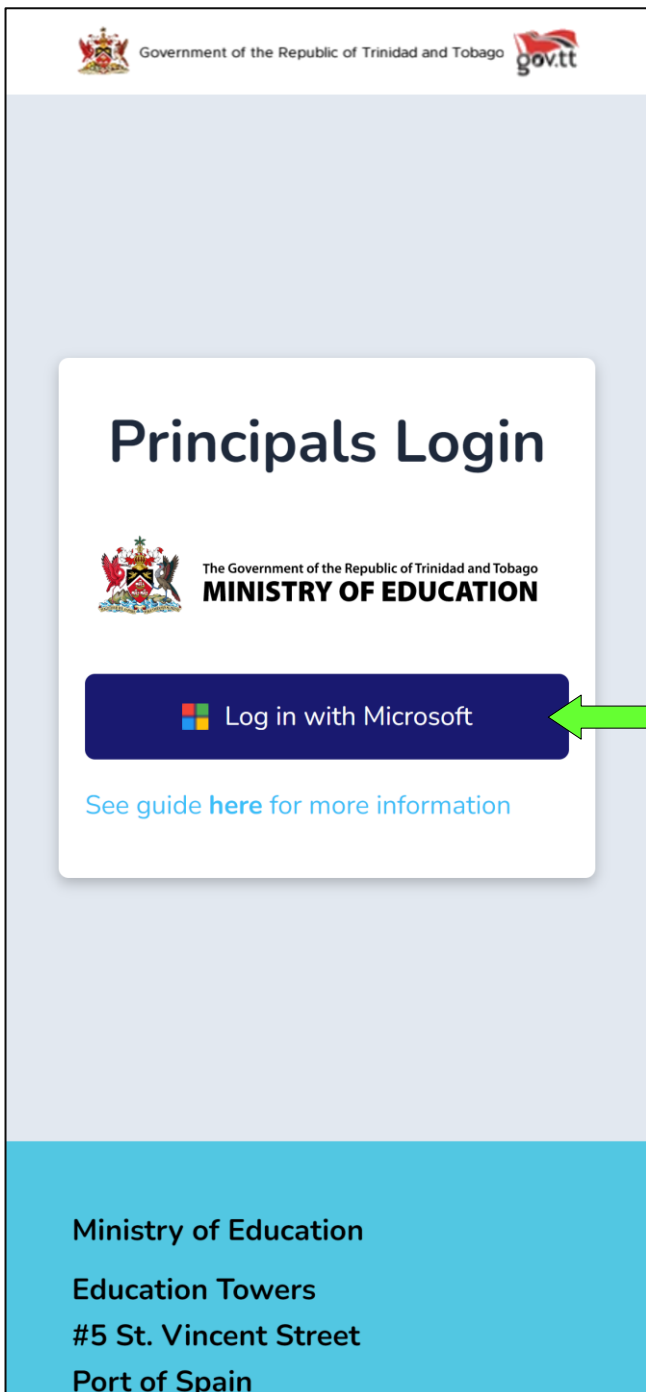 Government of the Republic of Trinidad and Tobago
gov.tt
Principals Login
The Government of the Republic of Trinidad and Tobago
MINISTRY OF EDUCATION
Log in with Microsoft
See guide here for more information
Ministry of Education
Education Towers
#5 St. Vincent Street
Port of Spain